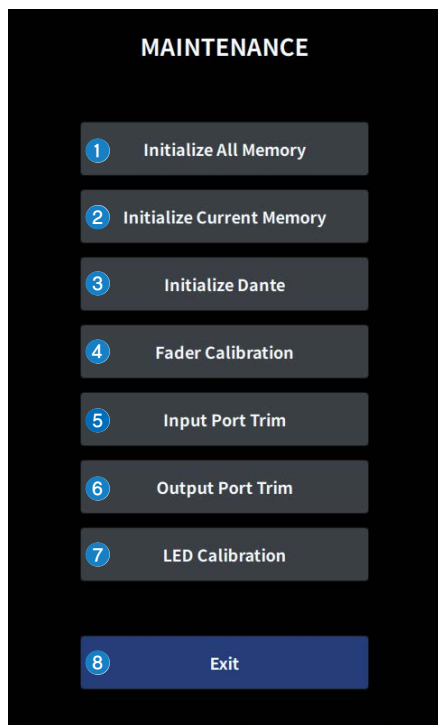 MAINTENANCE
1 Initialize All Memory
2 Initialize Current Memory
3 Initialize Dante
4 Fader Calibration
5 Input Port Trim
6 Output Port Trim
7 LED Calibration
8 Exit